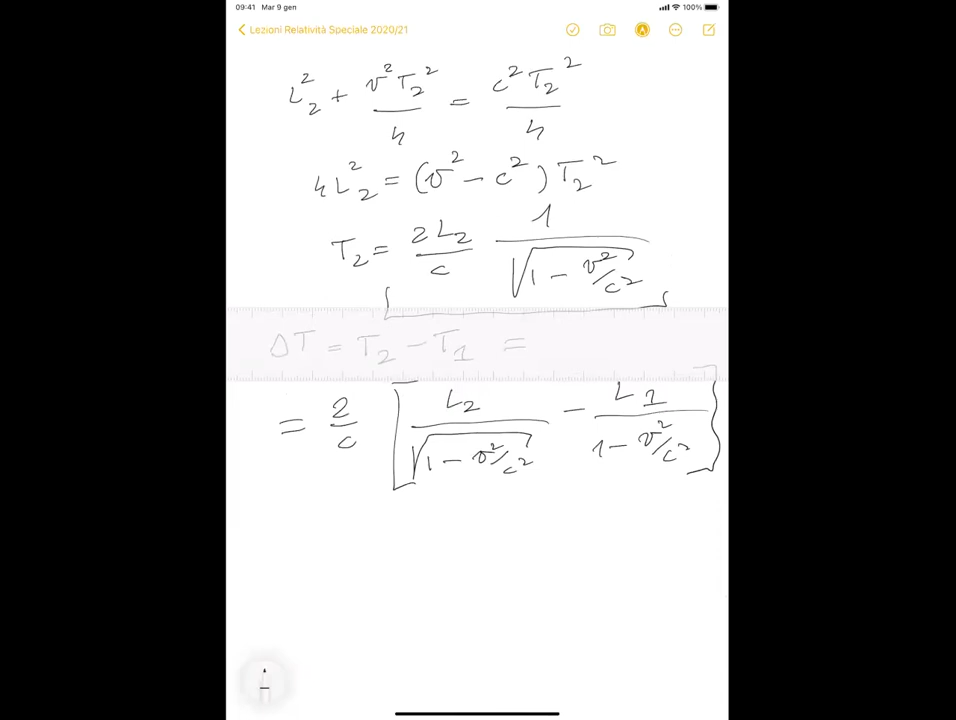 09:41 Mar 9 gen 100%
Lezioni Relatività Speciale 2020/21
L₂² + v²T₂²/4 = c²T₂²/4
4L₂² = (v² - c²) T₂²
T₂ = 2L₂/c 1/√(1 - v²/c²)
ΔT = T₂ - T₁ =
= 2/c [L₂/√(1 - v²/c²) - L₁/(1 - v²/c²)]